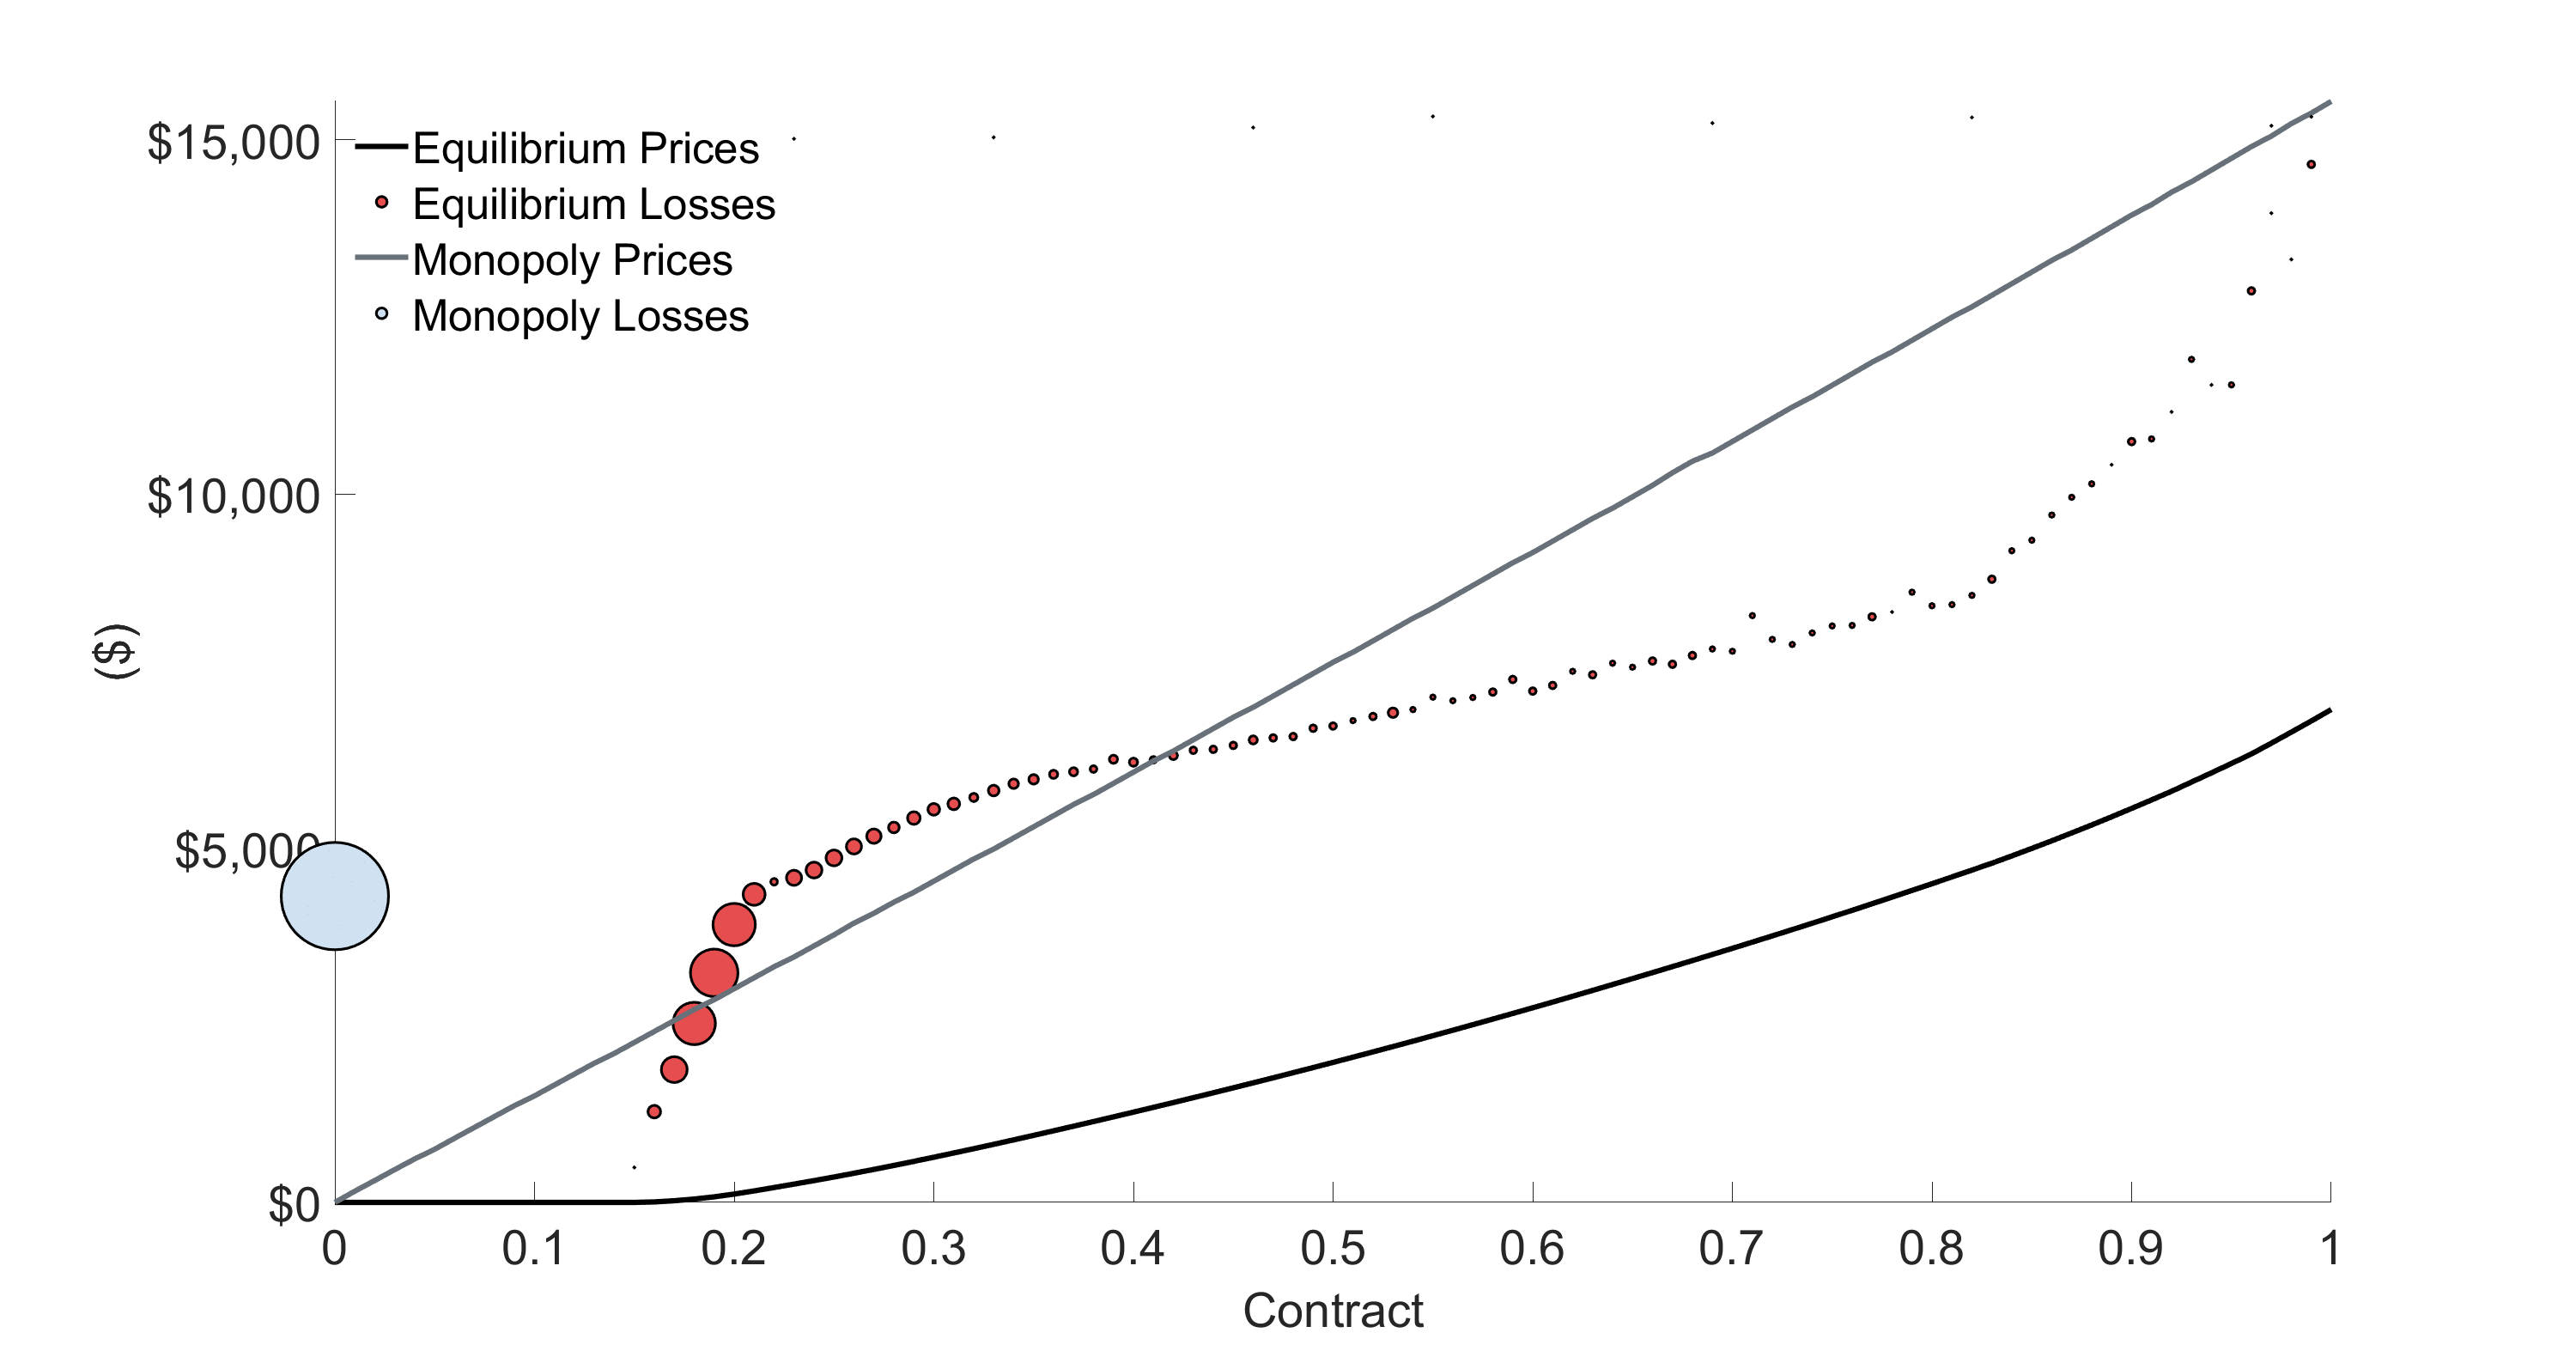 $15,000
$10,000
$5,000
$0
($)
Equilibrium Prices
Equilibrium Losses
Monopoly Prices
Monopoly Losses
0 0.1 0.2 0.3 0.4 0.5 0.6 0.7 0.8 0.9 1
Contract